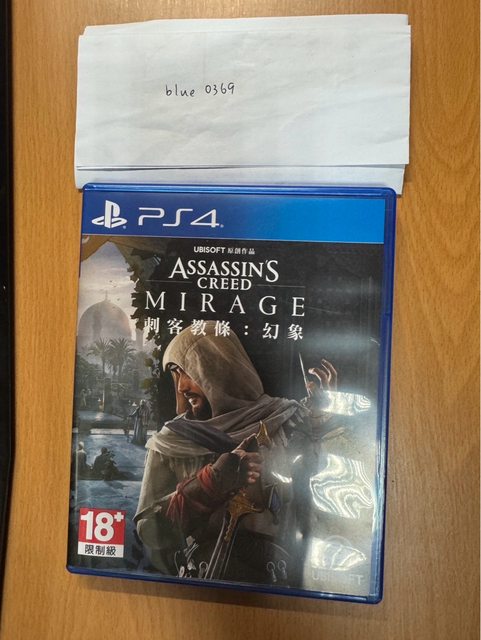 blue 0369
PS4
UBISOFT 原創作品
ASSASSIN'S
CREED
MIRAGE
刺客教條：幻象
18+
限制級
UBISOFT